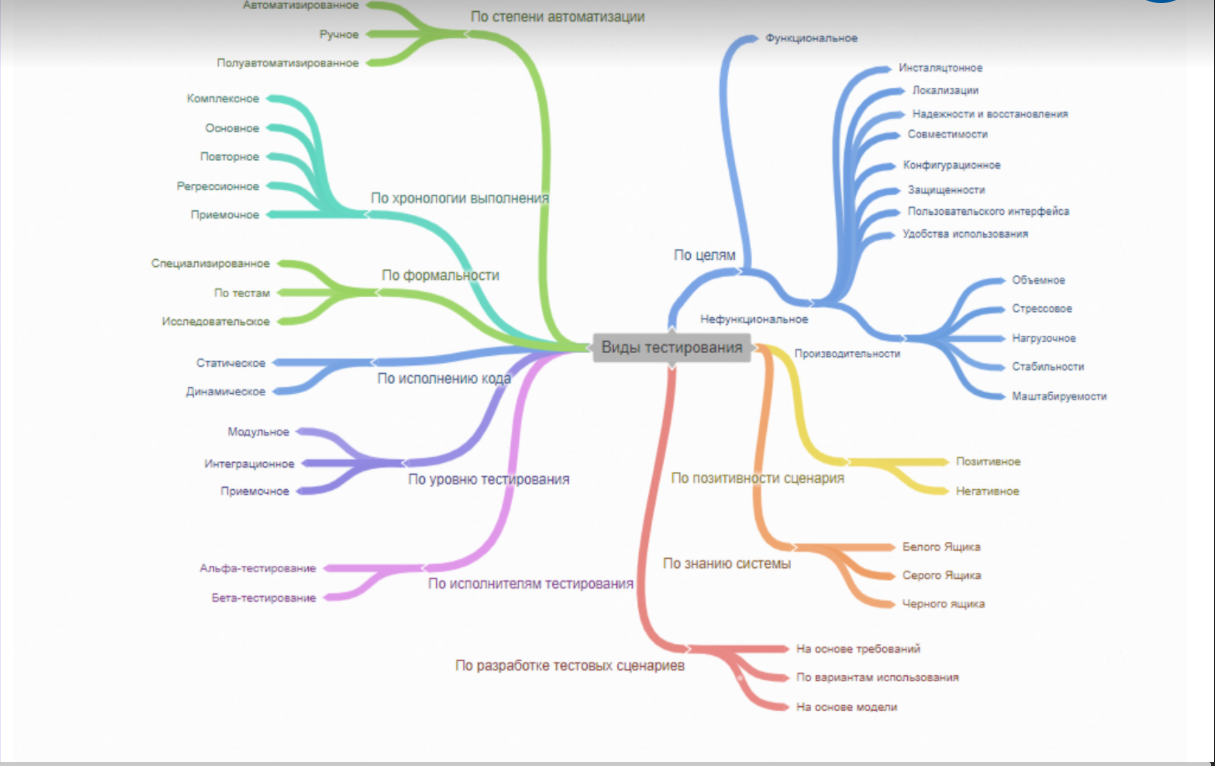 Автоматизированное
По степени автоматизации
Ручное
Полуавтоматизированное
Комплексное
Основное
Повторное
Регрессионное
Приемочное
По хронологии выполнения
Специализированное
По тестам
Исследовательское
По формальности
Статическое
Динамическое
По исполнению кода
Модульное
Интеграционное
Приемочное
По уровню тестирования
Альфа-тестирование
Бета-тестирование
По исполнителям тестирования
Виды тестирования
По целям
Функциональное
Нефункциональное
Инсталяцтонное
Локализации
Надежности и восстановления
Совместимости
Конфигурационное
Защищенности
Пользовательского интерфейса
Удобства использования
Производительности
Объемное
Стрессовое
Нагрузочное
Стабильности
Маштабируемости
По позитивности сценария
Позитивное
Негативное
По знанию системы
Белого Ящика
Серого Ящика
Черного ящика
По разработке тестовых сценариев
На основе требований
По вариантам использования
На основе модели